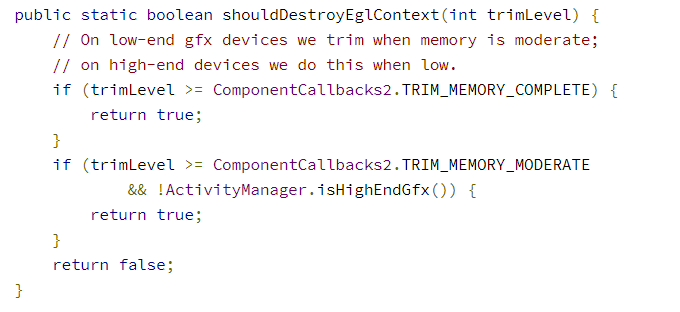 public static boolean shouldDestroyEglContext(int trimLevel) {
    // On low-end gfx devices we trim when memory is moderate;
    // on high-end devices we do this when low.
    if (trimLevel >= ComponentCallbacks2.TRIM_MEMORY_COMPLETE) {
        return true;
    }
    if (trimLevel >= ComponentCallbacks2.TRIM_MEMORY_MODERATE
            && !ActivityManager.isHighEndGfx()) {
        return true;
    }
    return false;
}